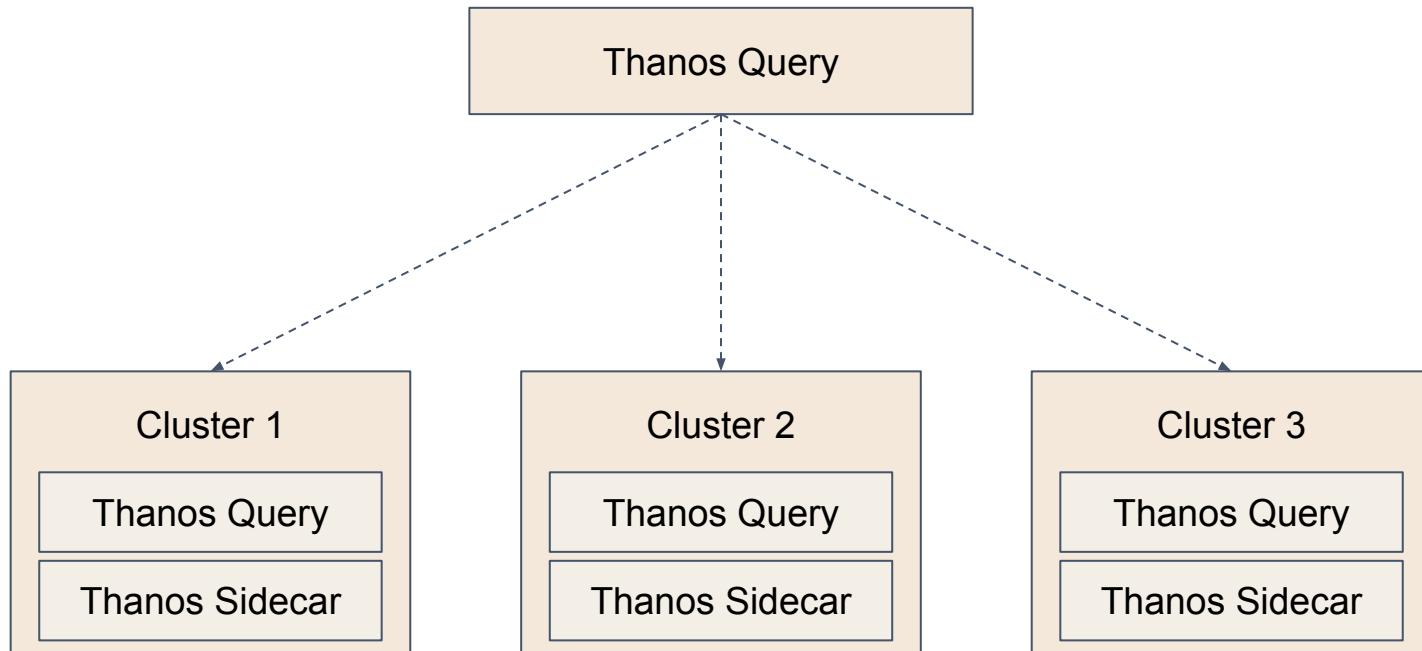 Thanos Query
Cluster 1
Thanos Query
Thanos Sidecar
Cluster 2
Thanos Query
Thanos Sidecar
Cluster 3
Thanos Query
Thanos Sidecar